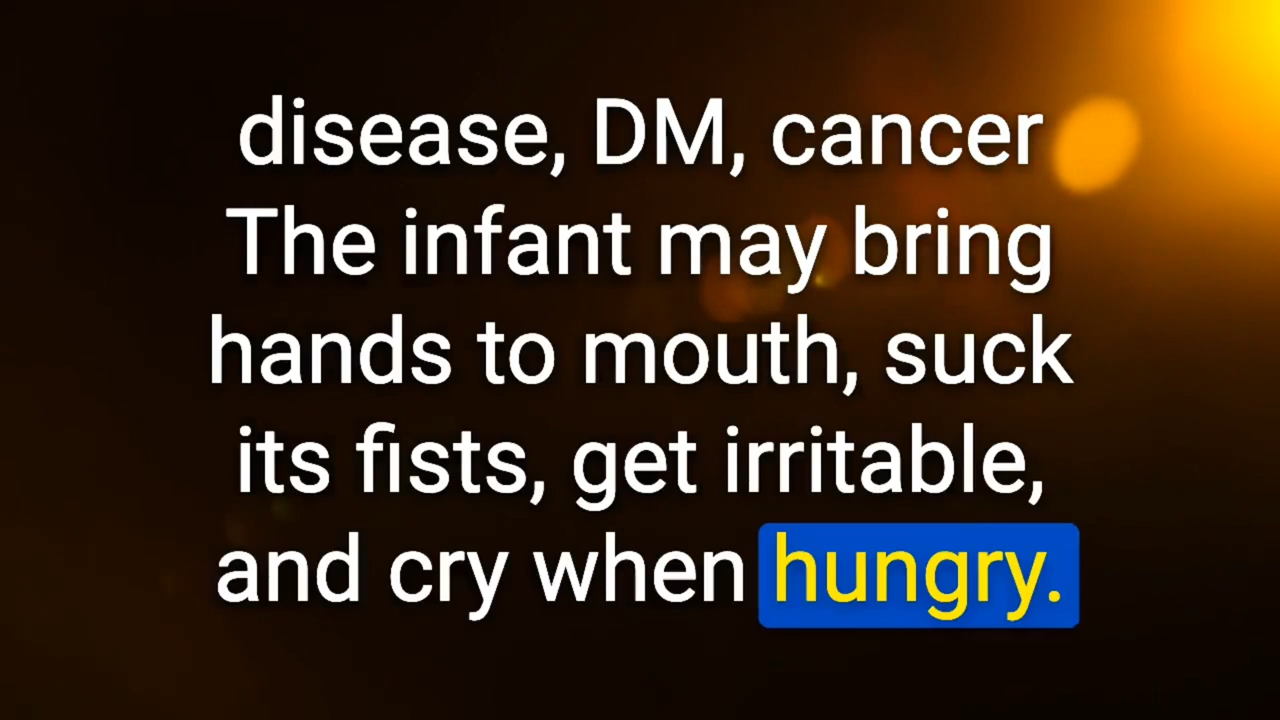 disease, DM, cancer
The infant may bring
hands to mouth, suck
its fists, get irritable,
and cry when hungry.